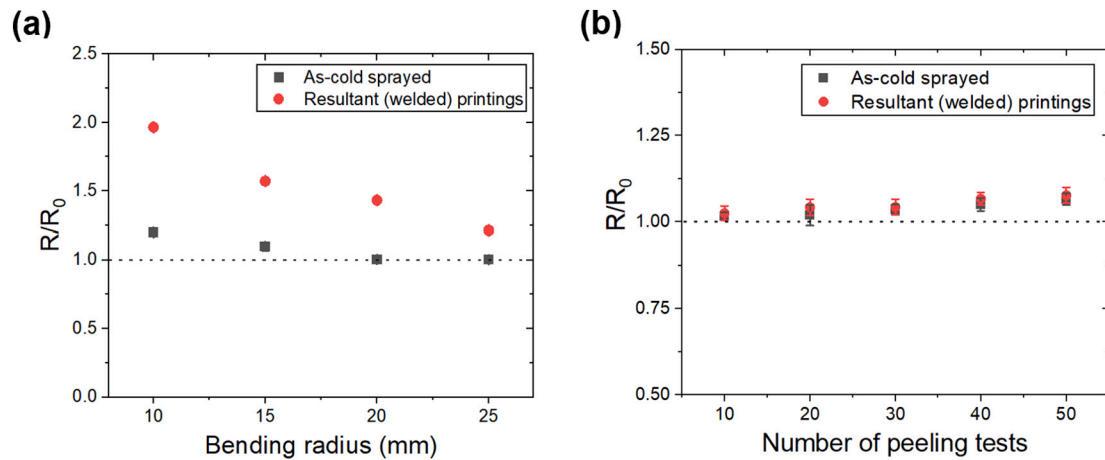 (a)
2.5
2.0
1.5
1.0
0.5
0.0
R/R0
As-cold sprayed
Resultant (welded) printings
10 15 20 25
Bending radius (mm)
(b)
1.50
1.25
1.00
0.75
0.50
R/R0
As-cold sprayed
Resultant (welded) printings
10 20 30 40 50
Number of peeling tests